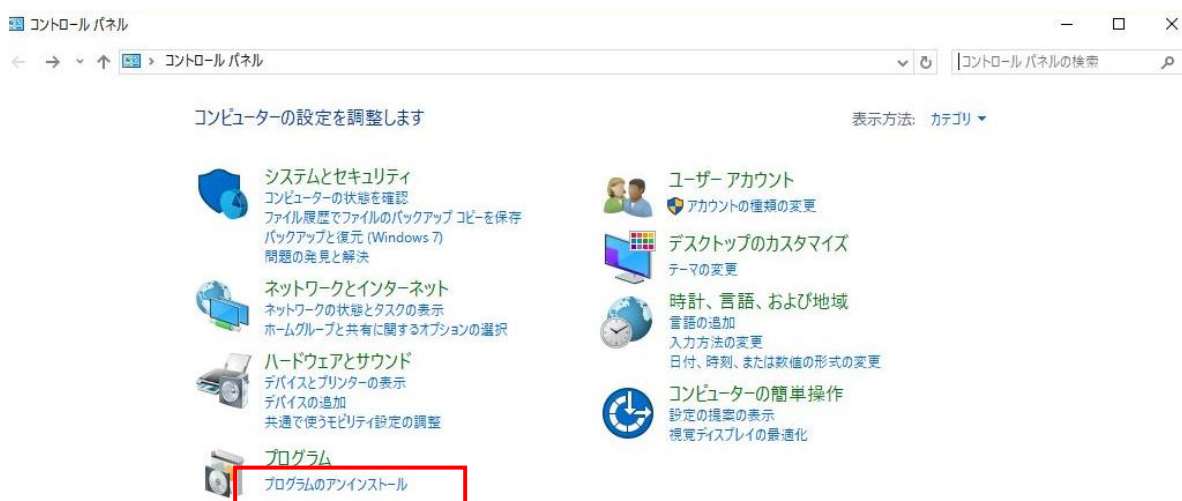 コントロール パネル
コントロール パネル
コントロール パネルの検索
コンピューターの設定を調整します
表示方法: カテゴリ
システムとセキュリティ
コンピューターの状態を確認
ファイル履歴でファイルのバックアップ コピーを保存
バックアップと復元 (Windows 7)
問題の発見と解決
ネットワークとインターネット
ネットワークの状態とタスクの表示
ホームグループと共有に関するオプションの選択
ハードウェアとサウンド
デバイスとプリンターの表示
デバイスの追加
共通で使うモビリティ設定の調整
プログラム
プログラムのアンインストール
ユーザー アカウント
アカウントの種類の変更
デスクトップのカスタマイズ
テーマの変更
時計、言語、および地域
言語の追加
入力方法の変更
日付、時刻、または数値の形式の変更
コンピューターの簡単操作
設定の提案の表示
視覚ディスプレイの最適化